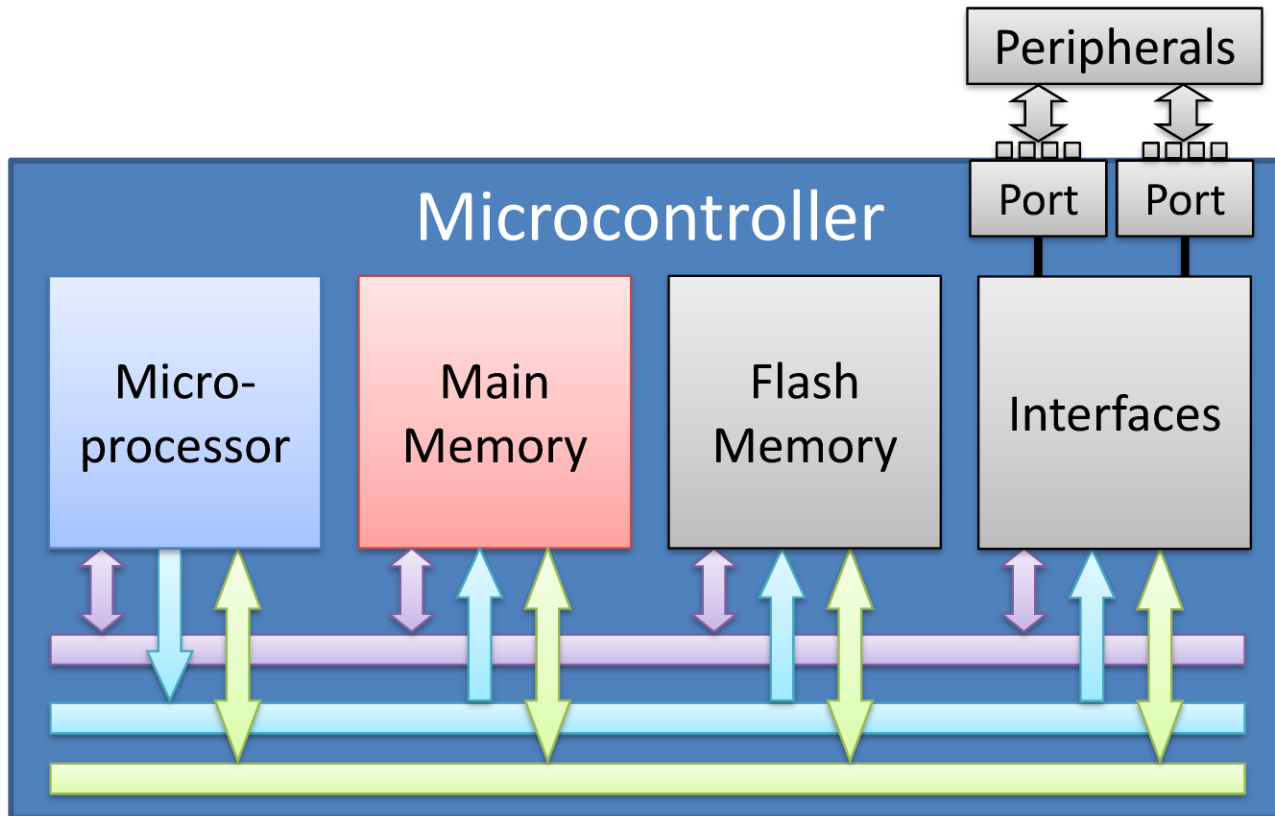 Peripherals
Port
Port
Microcontroller
Micro-
processor
Main
Memory
Flash
Memory
Interfaces